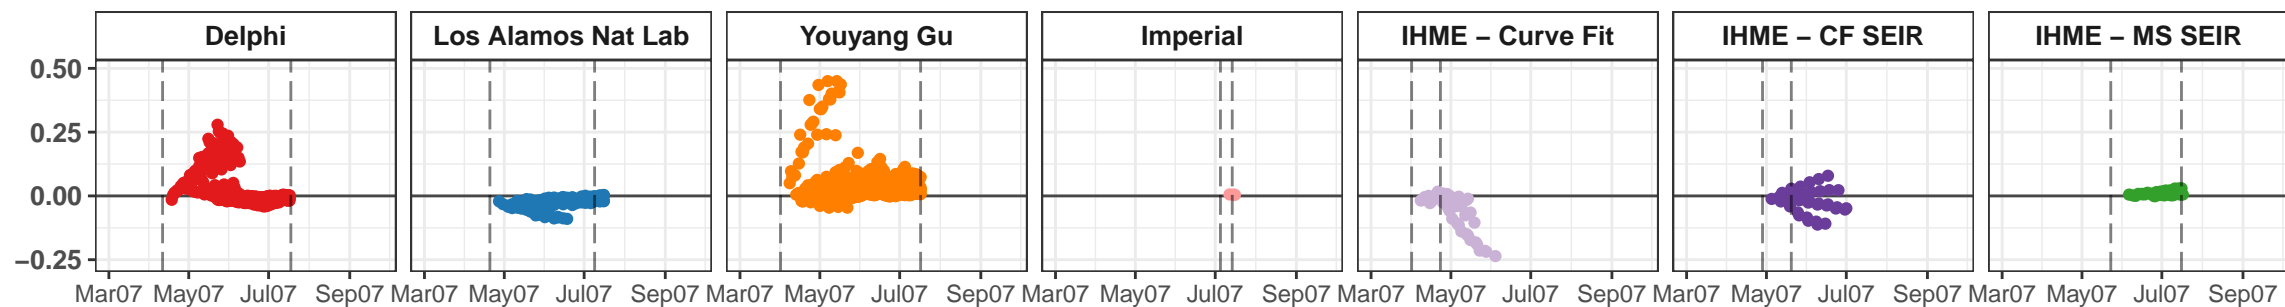 Delphi Los Alamos Nat Lab Youyang Gu Imperial IHME − Curve Fit IHME − CF SEIR IHME − MS SEIR
0.50
0.25
0.00
−0.25
Mar07 May07 Jul07 Sep07 Mar07 May07 Jul07 Sep07 Mar07 May07 Jul07 Sep07 Mar07 May07 Jul07 Sep07 Mar07 May07 Jul07 Sep07 Mar07 May07 Jul07 Sep07 Mar07 May07 Jul07 Sep07